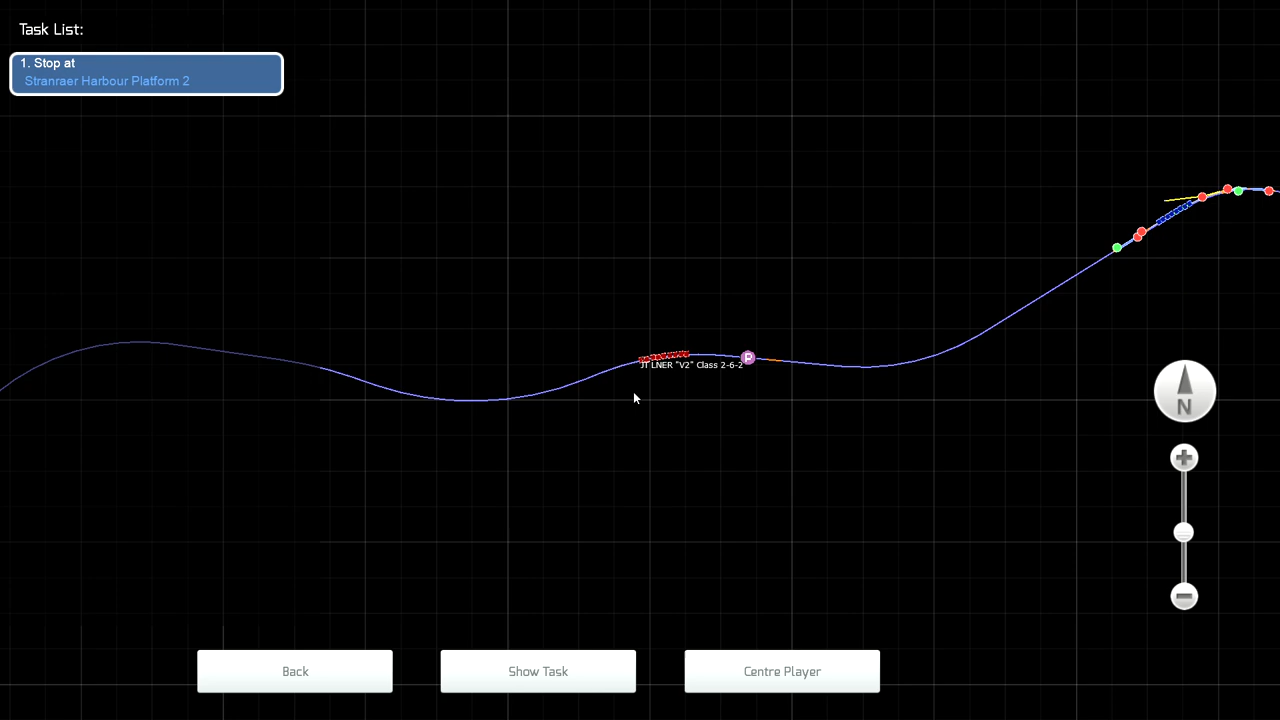 Task List:
1. Stop at
Stranraer Harbour Platform 2
P
JT LNER "V2" Class 2-6-2
N
Back
Show Task
Centre Player